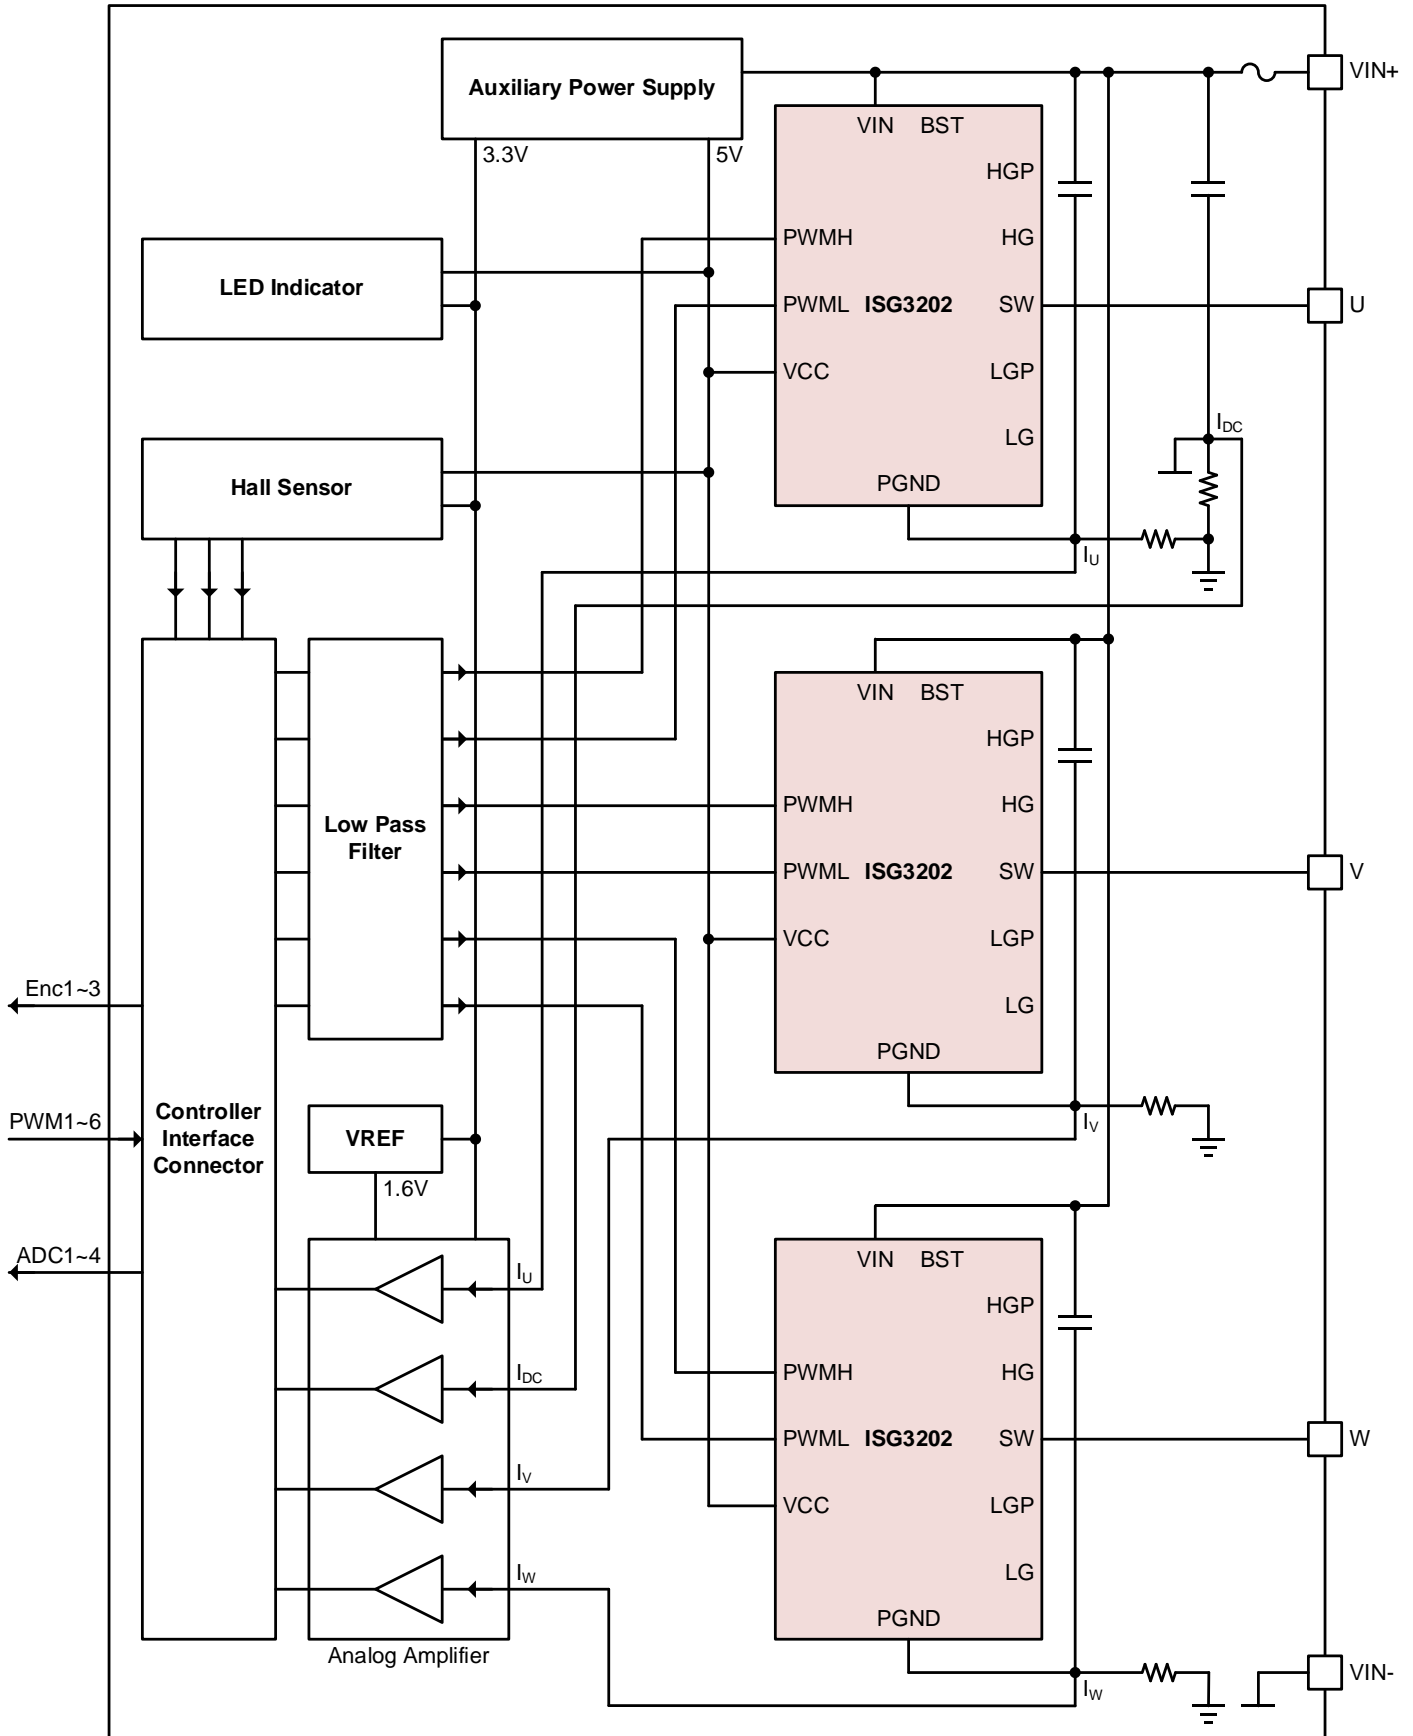 VIN+
Auxiliary Power Supply
VIN BST
3.3V
5V
HGP
PWMH
HG
LED Indicator
PWML ISG3202 SW
U
VCC
LGP
IDC
LG
Hall Sensor
PGND
IU
VIN BST
HGP
PWMH
HG
Low Pass
Filter
PWML ISG3202 SW
V
VCC
LGP
Enc1~3
LG
PGND
Controller
Interface
Connector
PWM1~6
VREF
IV
1.6V
ADC1~4
VIN BST
IU
HGP
PWMH
HG
IDC
PWML ISG3202 SW
W
IV
VCC
LGP
IW
LG
PGND
Analog Amplifier
VIN-
IW